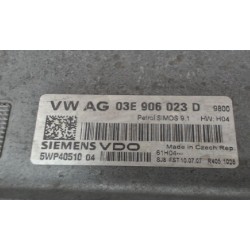 VW AG 03E 906 023 D 9800
Petrol SIMOS 9.1 HW: H04
SIEMENS VDO Made in Czech Rep.
5WP40510 04 61H04---